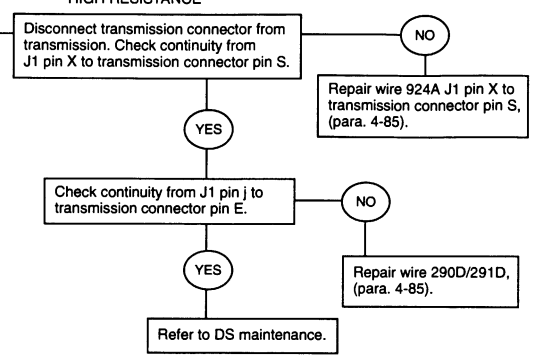 HIGH RESISTANCE
Disconnect transmission connector from
transmission. Check continuity from
J1 pin X to transmission connector pin S.
NO
Repair wire 924A J1 pin X to
transmission connector pin S,
(para. 4-85).
YES
Check continuity from J1 pin j to
transmission connector pin E.
NO
Repair wire 290D/291D,
(para. 4-85).
YES
Refer to DS maintenance.